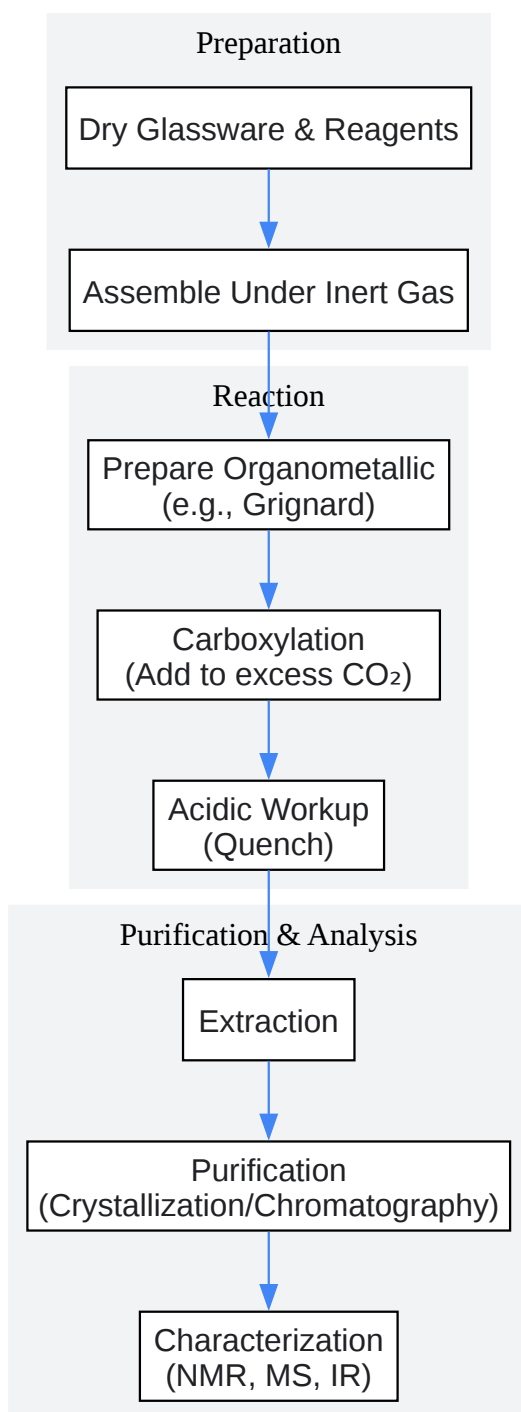 Preparation
Dry Glassware & Reagents
Assemble Under Inert Gas
Reaction
Prepare Organometallic
(e.g., Grignard)
Carboxylation
(Add to excess CO₂)
Acidic Workup
(Quench)
Purification & Analysis
Extraction
Purification
(Crystallization/Chromatography)
Characterization
(NMR, MS, IR)